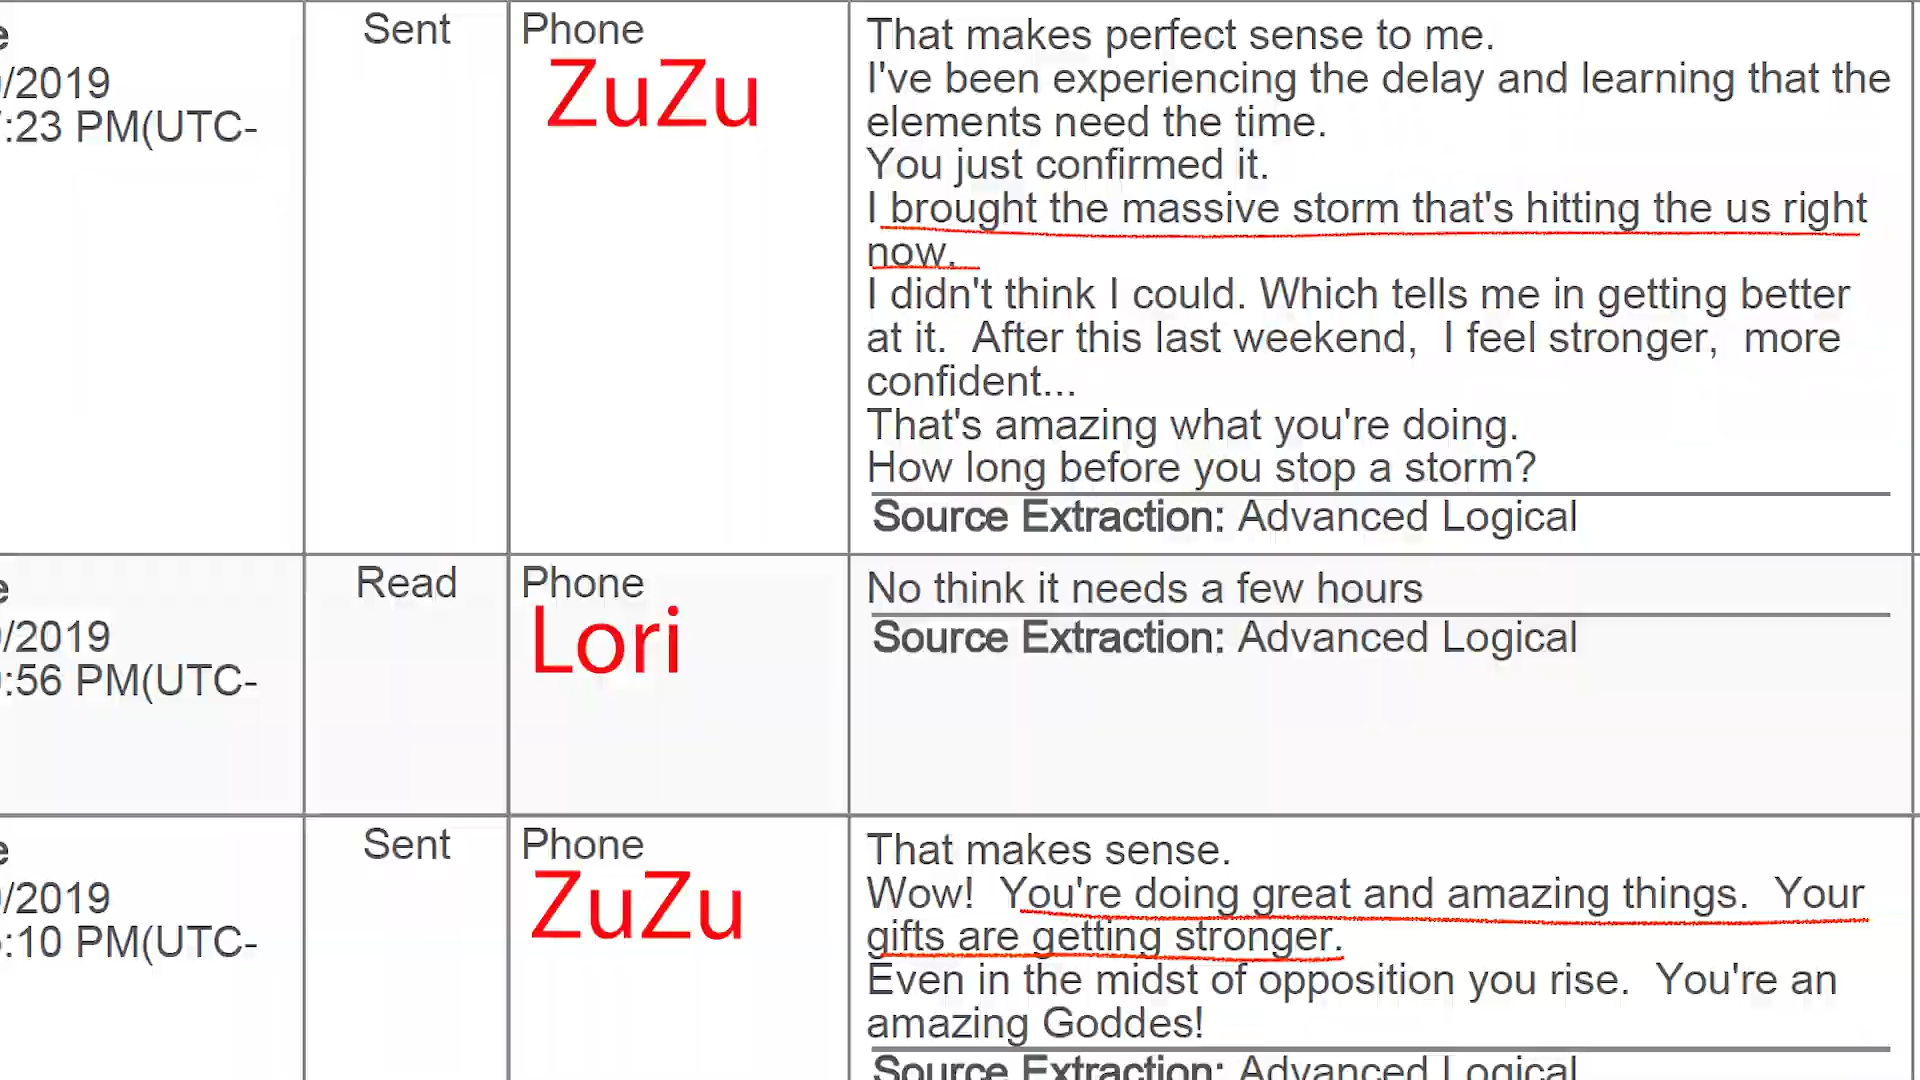 Sent
Phone
ZuZu
/2019
:23 PM(UTC-
That makes perfect sense to me.
I've been experiencing the delay and learning that the
elements need the time.
You just confirmed it.
I brought the massive storm that's hitting the us right
now.
I didn't think I could. Which tells me in getting better
at it. After this last weekend, I feel stronger, more
confident...
That's amazing what you're doing.
How long before you stop a storm?
Source Extraction: Advanced Logical
Read
Phone
Lori
/2019
:56 PM(UTC-
No think it needs a few hours
Source Extraction: Advanced Logical
Sent
Phone
ZuZu
/2019
:10 PM(UTC-
That makes sense.
Wow! You're doing great and amazing things. Your
gifts are getting stronger.
Even in the midst of opposition you rise. You're an
amazing Goddes!
Source Extraction: Advanced Logical